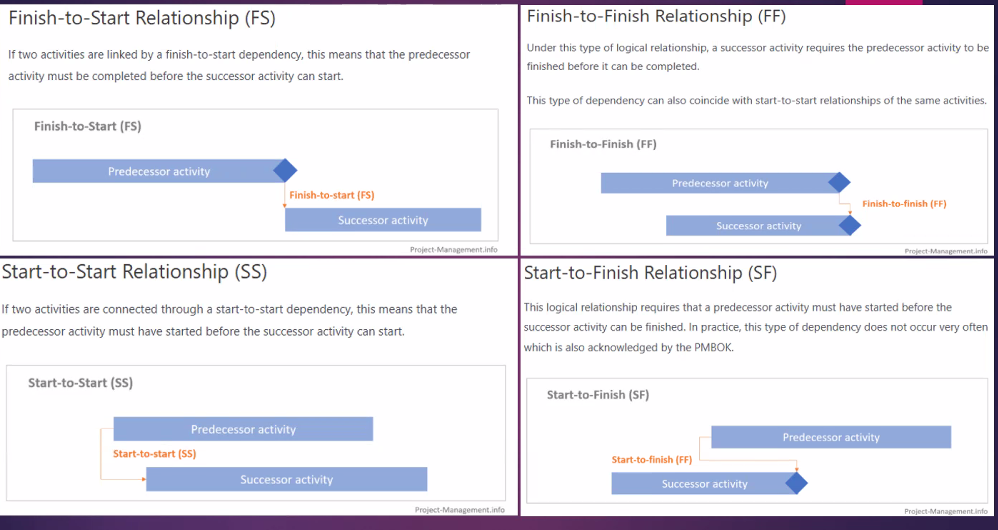 Finish-to-Start Relationship (FS)
If two activities are linked by a finish-to-start dependency, this means that the predecessor
activity must be completed before the successor activity can start.
Finish-to-Start (FS)
Predecessor activity
Finish-to-start (FS)
Successor activity
Project-Management.info
Finish-to-Finish Relationship (FF)
Under this type of logical relationship, a successor activity requires the predecessor activity to be
finished before it can be completed.
This type of dependency can also coincide with start-to-start relationships of the same activities.
Finish-to-Finish (FF)
Predecessor activity
Finish-to-finish (FF)
Successor activity
Project-Management.info
Start-to-Start Relationship (SS)
If two activities are connected through a start-to-start dependency, this means that the
predecessor activity must have started before the successor activity can start.
Start-to-Start (SS)
Predecessor activity
Start-to-start (SS)
Successor activity
Project-Management.info
Start-to-Finish Relationship (SF)
This logical relationship requires that a predecessor activity must have started before the
successor activity can be finished. In practice, this type of dependency does not occur very often
which is also acknowledged by the PMBOK.
Start-to-Finish (SF)
Predecessor activity
Start-to-finish (FF)
Successor activity
Project-Management.info